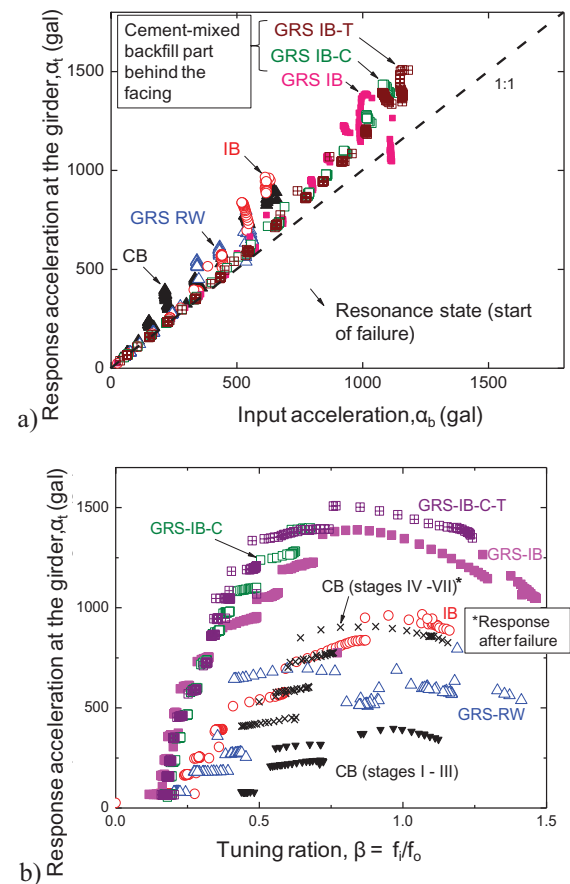 Cement-mixed
backfill part
behind the
facing
GRS IB-T
GRS IB-C
GRS IB
1:1
IB
GRS RW
CB
Resonance state (start
of failure)
Response acceleration at the girder,αt (gal)
1500
1000
500
0
0
500
1000
1500
Input acceleration,αb (gal)
a)
GRS-IB-C-T
GRS-IB-C
GRS-IB
CB (stages IV -VII)*
IB
*Response
after failure
GRS-RW
CB (stages I - III)
Response acceleration at the girder,αt (gal)
1500
1000
500
0
0.0
0.5
1.0
1.5
Tuning ration, β = fi/fo
b)